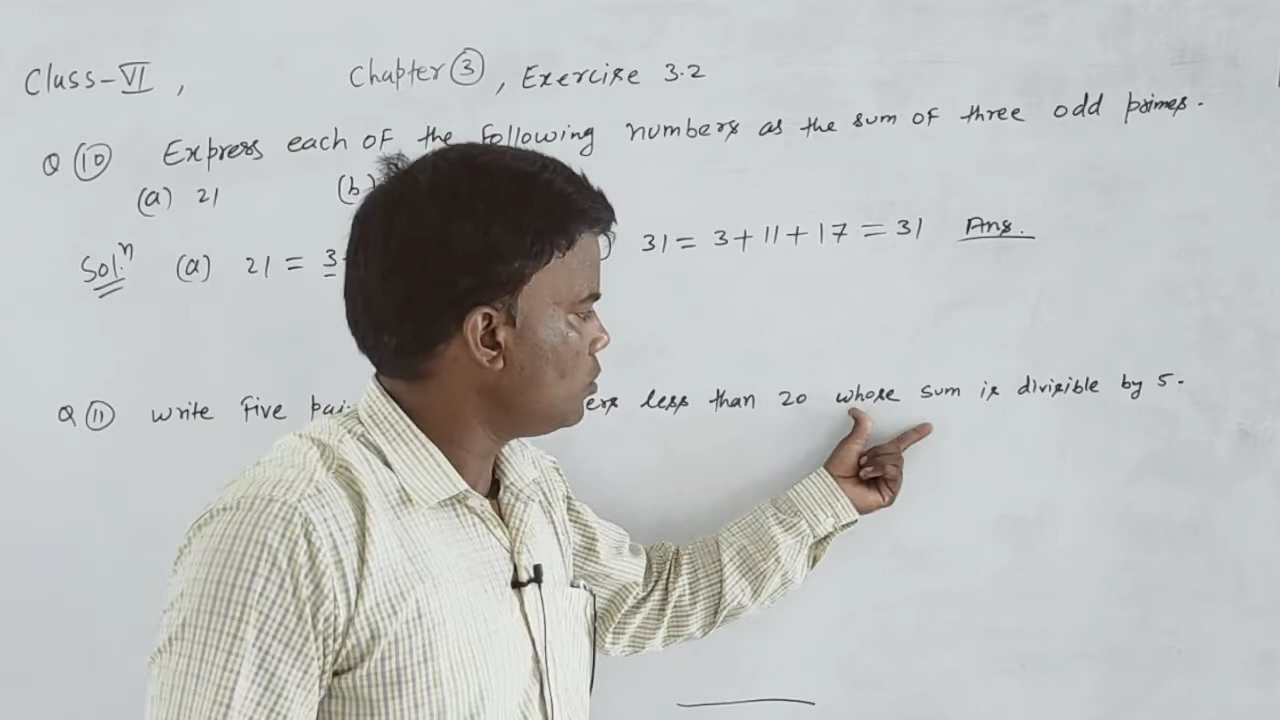 Class-VI, Chapter 3, Exercise 3.2
Q 10 Express each of the following numbers as the sum of three odd primes.
(a) 21 (b)
Sol.n (a) 21 = 3 31 = 3+11+17 = 31 Ans.
Q 11 write five less than 20 whose sum is divisible by 5.